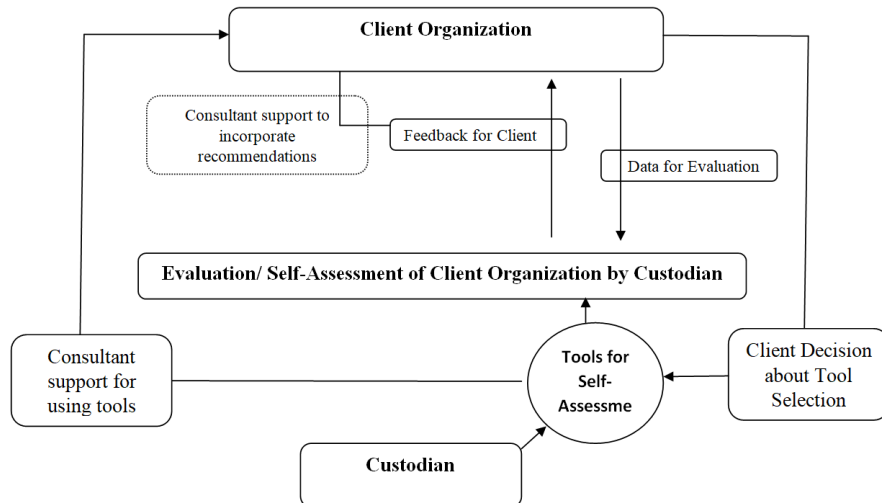 Client Organization
Consultant support to
incorporate
recommendations
Feedback for Client
Data for Evaluation
Evaluation/ Self-Assessment of Client Organization by Custodian
Consultant
support for
using tools
Tools for
Self-
Assessme
Client Decision
about Tool
Selection
Custodian